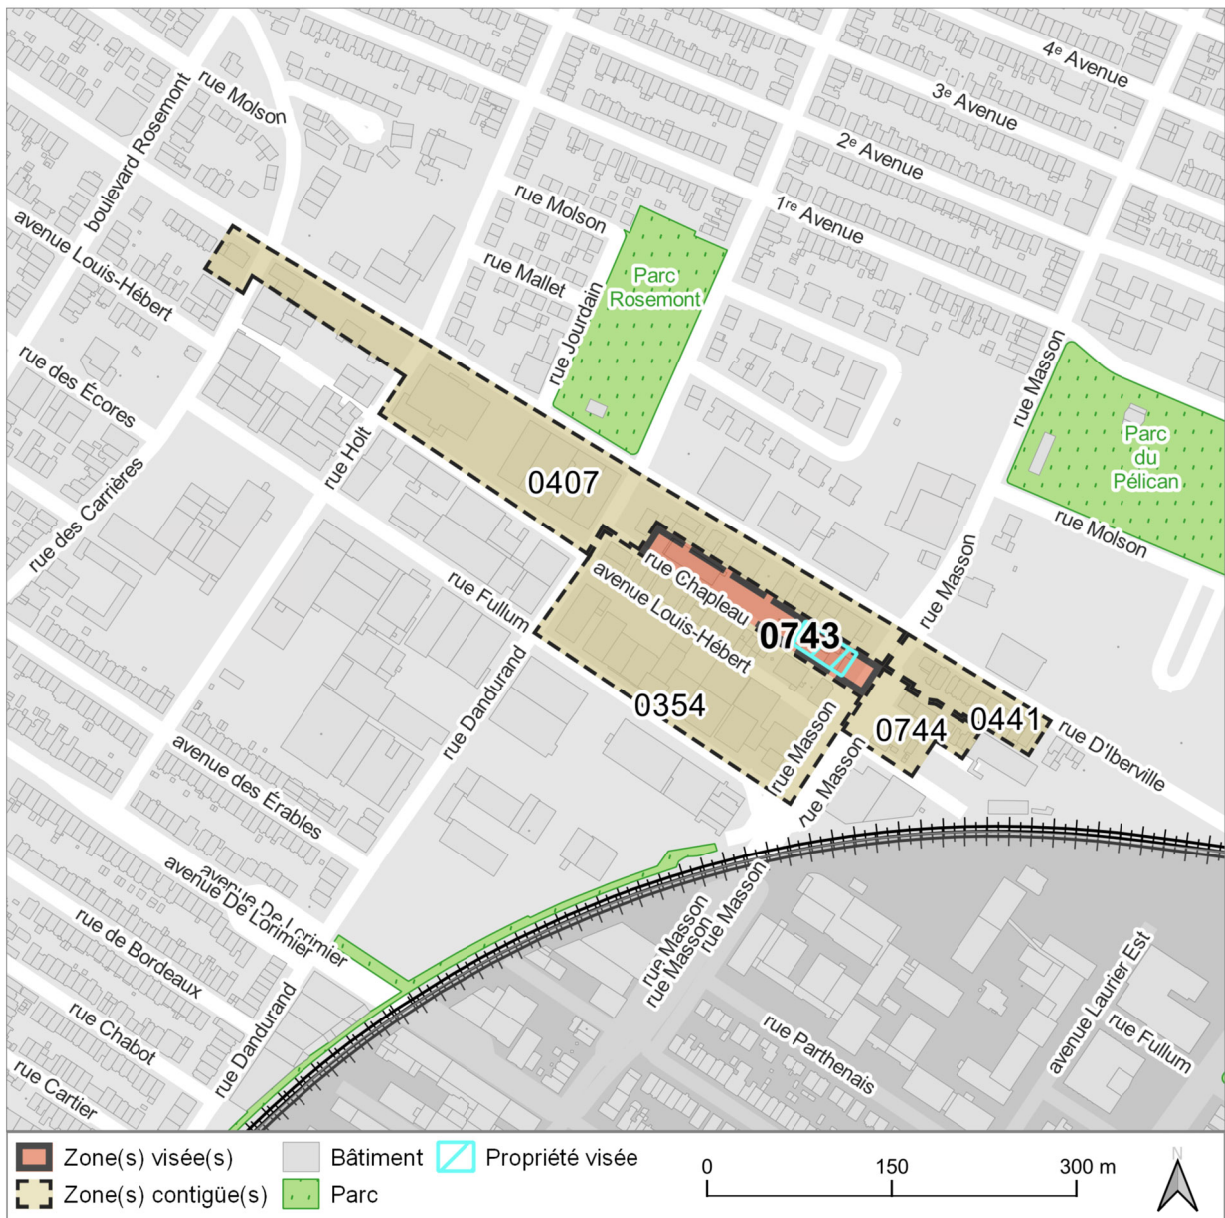 4e Avenue
3e Avenue
2e Avenue
1re Avenue
rue Molson
boulevard Rosemont
avenue Louis-Hébert
rue Molson
rue Mallet
rue Jourdain
Parc
Rosemont
rue Masson
Parc
du
Pélican
rue Molson
rue des Écores
rue Holt
rue des Carrières
0407
rue Masson
rue Chapleau
avenue Louis-Hébert
0743
rue Fullum
rue Dandurand
0354
rue Masson
0744
0441
rue D'Iberville
rue Masson
avenue des Érables
avenue De Lorimier
avenue De Lorimier
rue de Bordeaux
rue Chabot
rue Cartier
rue Dandurand
rue Masson
rue Masson
rue Masson
rue Parthenais
avenue Laurier Est
rue Fullum
Zone(s) visée(s)
Bâtiment
Propriété visée
Zone(s) contigüe(s)
Parc
0
150
300 m
N